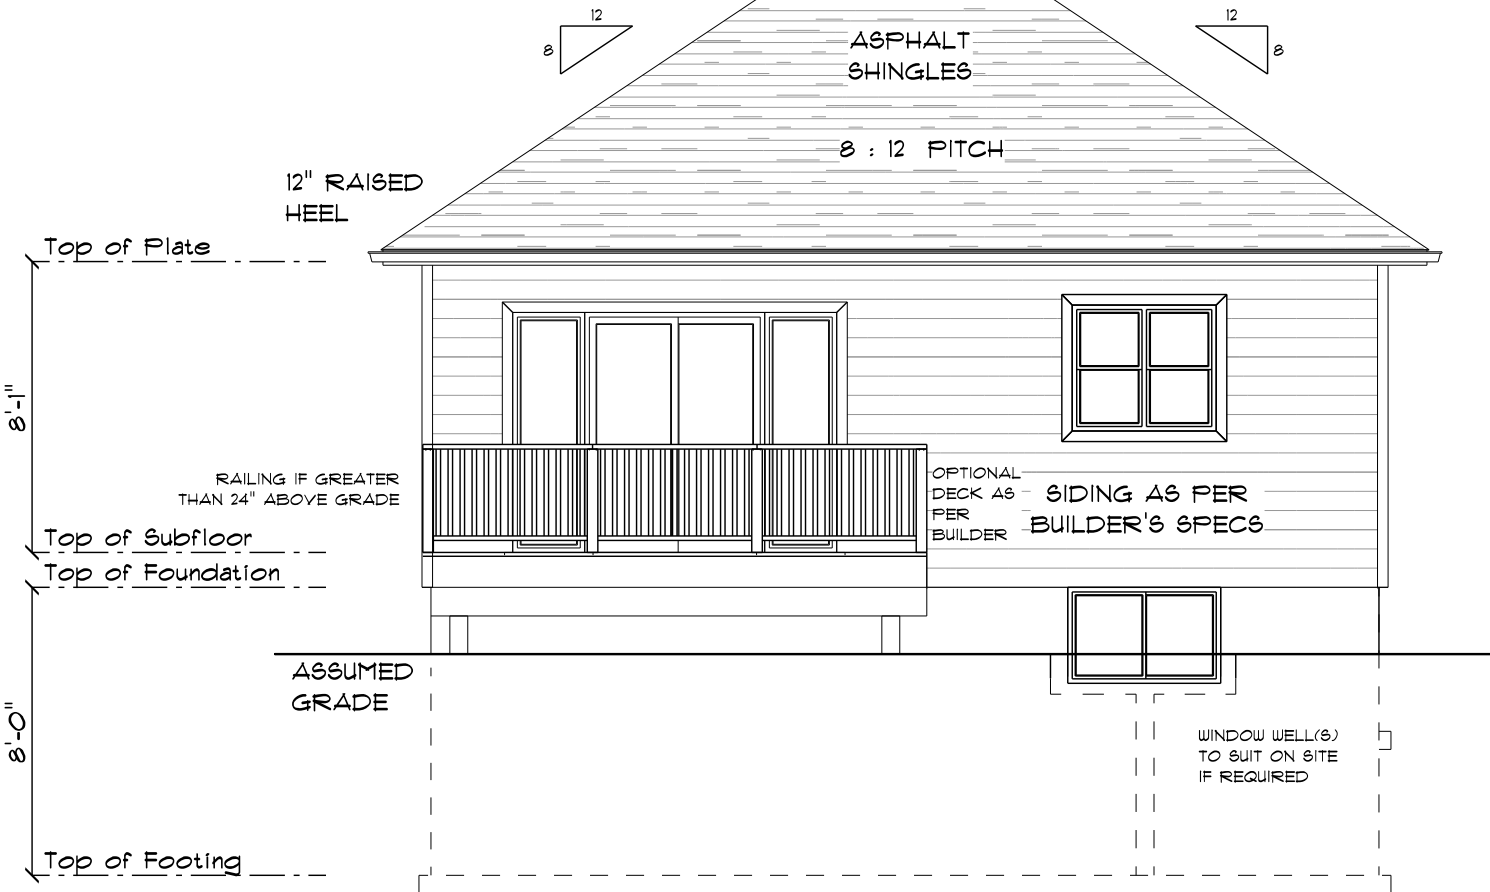 12
12
8
8
ASPHALT
SHINGLES
8 : 12 PITCH
12" RAISED
HEEL
Top of Plate
8'-1"
RAILING IF GREATER
THAN 24" ABOVE GRADE
OPTIONAL
DECK AS
PER
BUILDER
SIDING AS PER
BUILDER'S SPECS
Top of Subfloor
Top of Foundation
ASSUMED
GRADE
8'-0"
WINDOW WELL(S)
TO SUIT ON SITE
IF REQUIRED
Top of Footing